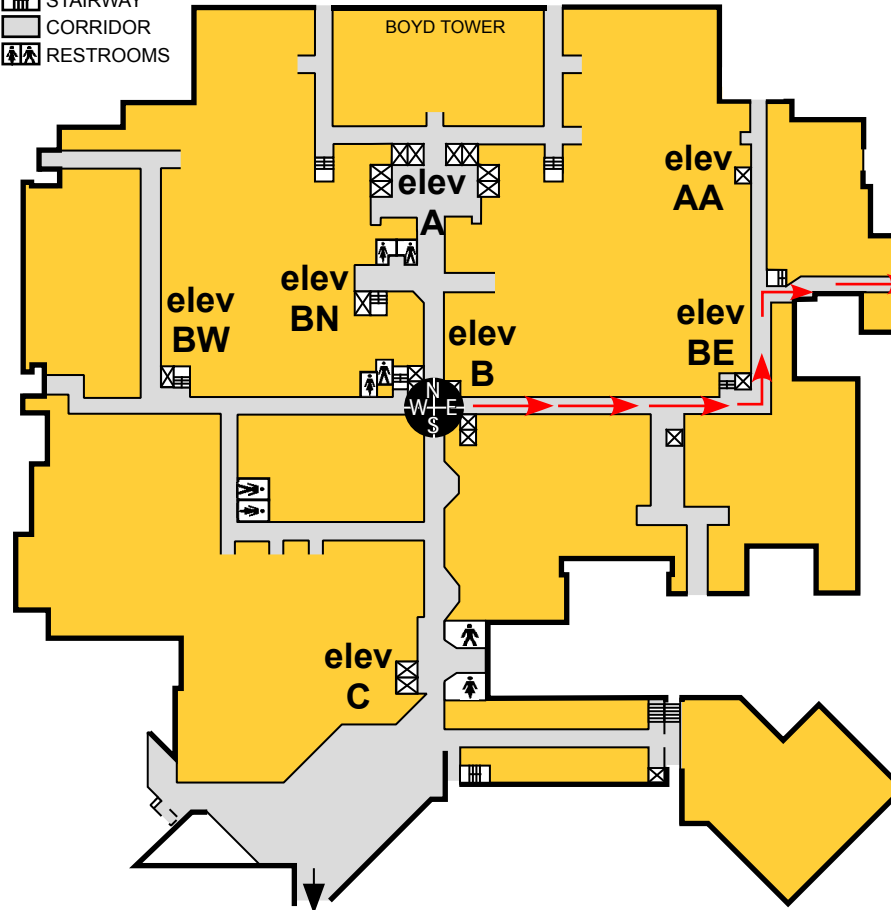 STAIRWAY
CORRIDOR
RESTROOMS
BOYD TOWER
elev
A
elev
AA
elev
BN
elev
BW
elev
B
elev
BE
N
W E
S
elev
C